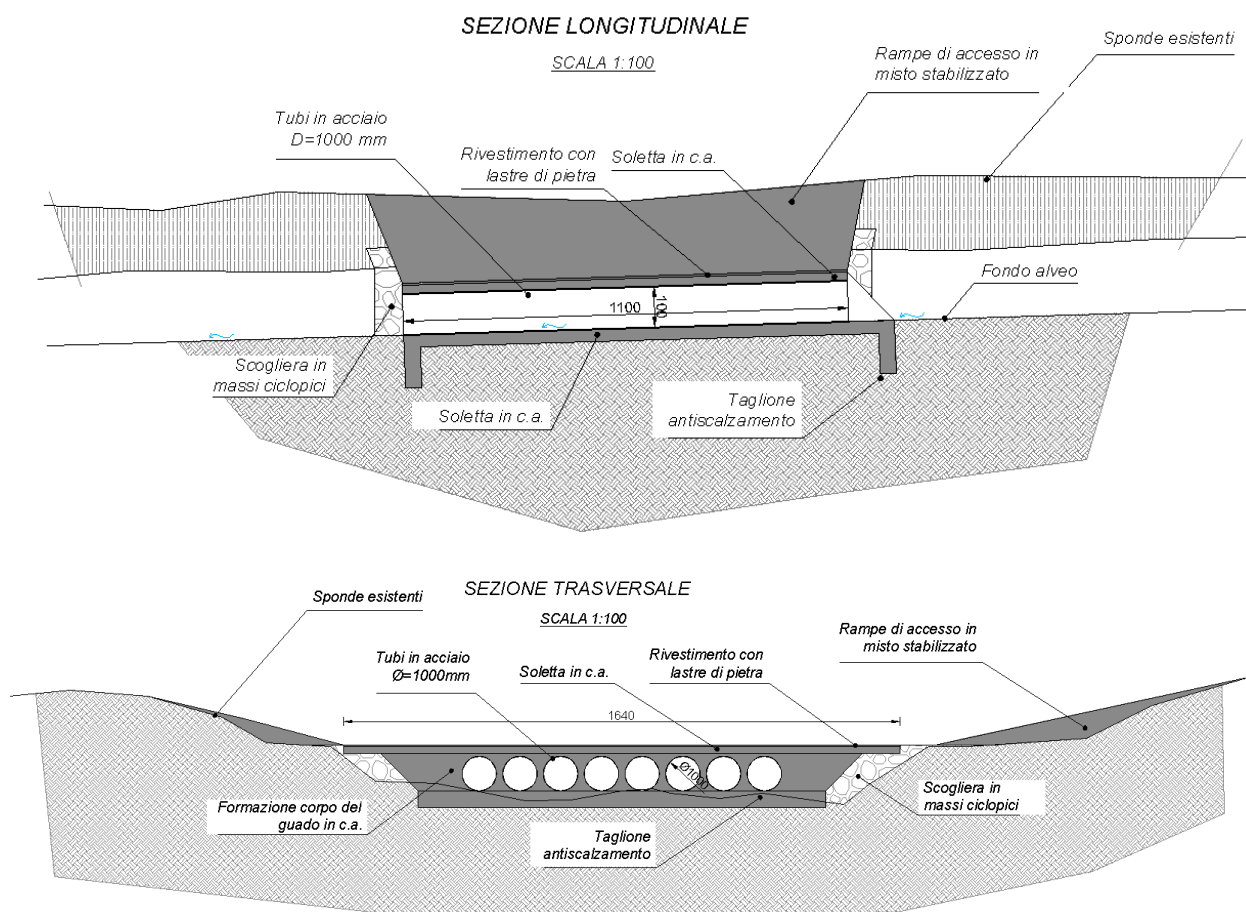 SEZIONE LONGITUDINALE
SCALA 1:100
Sponde esistenti
Rampe di accesso in
misto stabilizzato
Tubi in acciaio
D=1000 mm
Rivestimento con
lastre di pietra
Soletta in c.a.
Fondo alveo
1100
100
Scogliera in
massi ciclopici
Soletta in c.a.
Taglione
antiscalzamento
SEZIONE TRASVERSALE
SCALA 1:100
Sponde esistenti
Tubi in acciaio
Ø=1000mm
Soletta in c.a.
Rivestimento con
lastre di pietra
Rampe di accesso in
misto stabilizzato
1640
Ø1000
Formazione corpo del
guado in c.a.
Taglione
antiscalzamento
Scogliera in
massi ciclopici